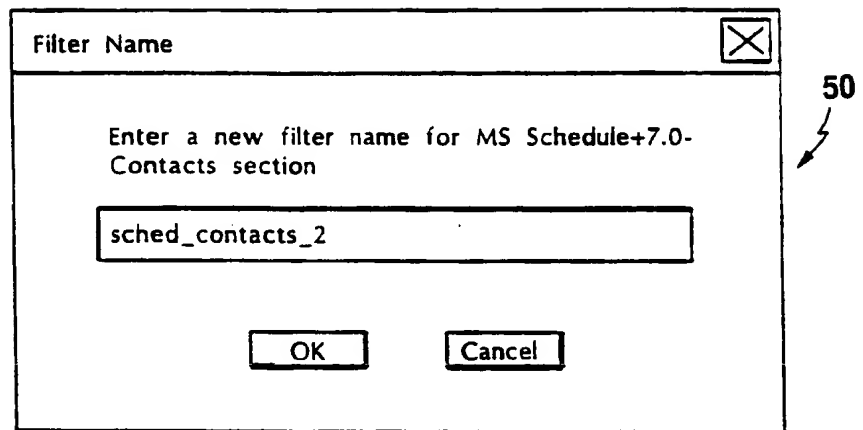 Filter Name
50
Enter a new filter name for MS Schedule+7.0-
Contacts section
sched_contacts_2
OK Cancel